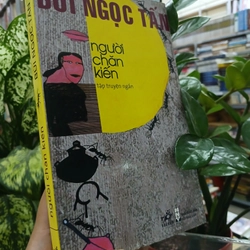 BÙI NGỌC TẤN
người
chăn
kiến
tập truyện ngắn
BÙI NGỌC TẤN
người chăn kiến